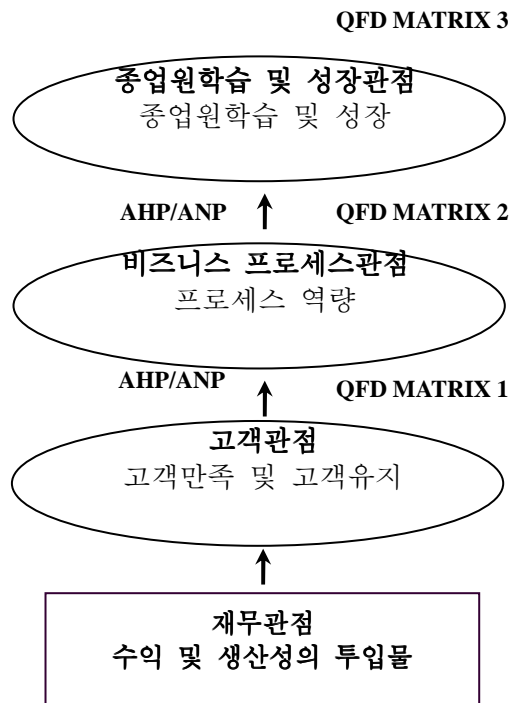 QFD MATRIX 3
종업원학습 및 성장관점
종업원학습 및 성장
AHP/ANP QFD MATRIX 2
비즈니스 프로세스관점
프로세스 역량
AHP/ANP QFD MATRIX 1
고객관점
고객만족 및 고객유지
재무관점
수익 및 생산성의 투입물